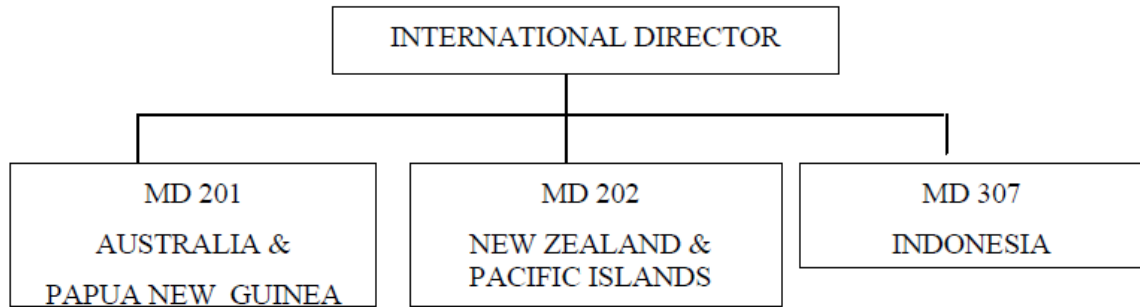 INTERNATIONAL DIRECTOR
MD 201
AUSTRALIA &
PAPUA NEW GUINEA
MD 202
NEW ZEALAND &
PACIFIC ISLANDS
MD 307
INDONESIA